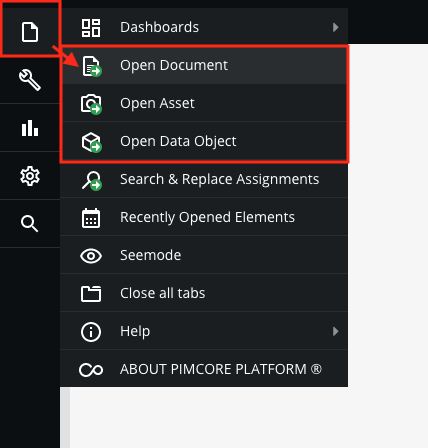 Dashboards
Open Document
Open Asset
Open Data Object
Search & Replace Assignments
Recently Opened Elements
Seemode
Close all tabs
Help
ABOUT PIMCORE PLATFORM ®